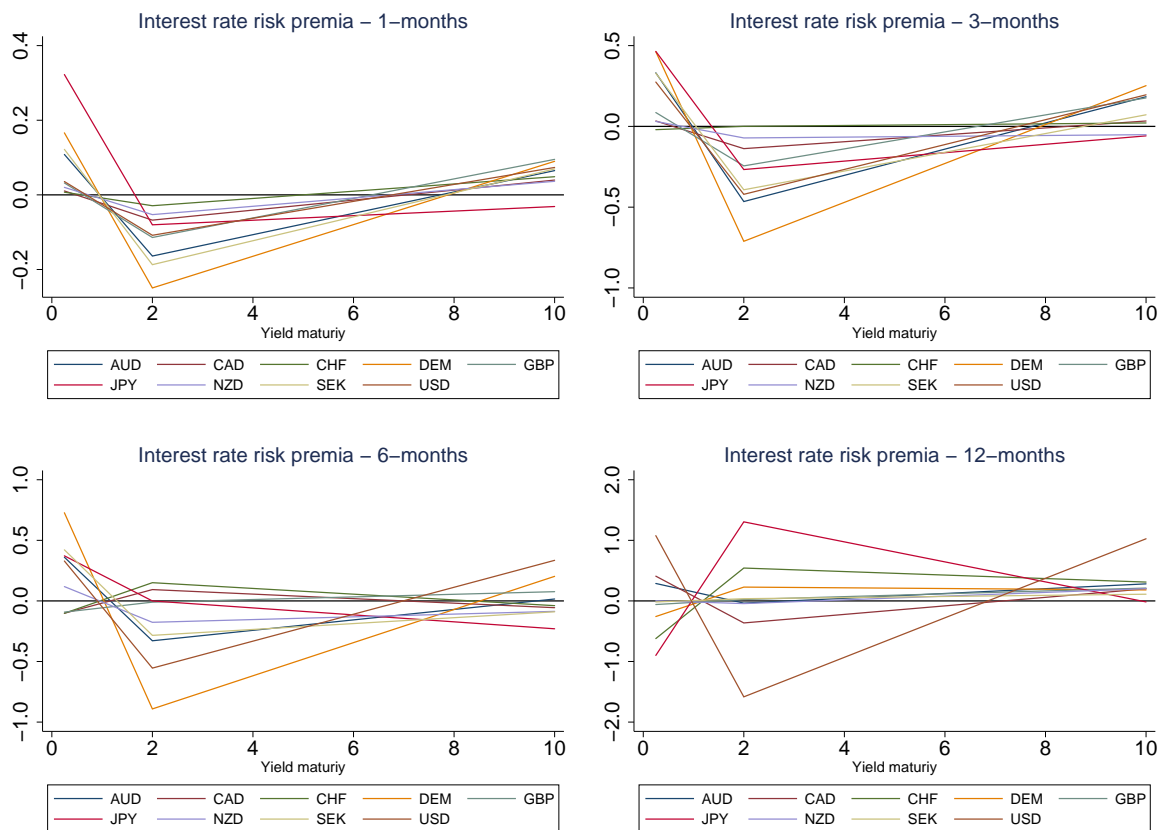 Interest rate risk premia − 1−months
0.4
0.2
0.0
−0.2
0 2 4 6 8 10
Yield maturiy
AUD CAD CHF DEM GBP
JPY NZD SEK USD
Interest rate risk premia − 3−months
0.5
0.0
−0.5
−1.0
0 2 4 6 8 10
Yield maturiy
AUD CAD CHF DEM GBP
JPY NZD SEK USD
Interest rate risk premia − 6−months
1.0
0.5
0.0
−0.5
−1.0
0 2 4 6 8 10
Yield maturiy
AUD CAD CHF DEM GBP
JPY NZD SEK USD
Interest rate risk premia − 12−months
2.0
1.0
0.0
−1.0
−2.0
0 2 4 6 8 10
Yield maturiy
AUD CAD CHF DEM GBP
JPY NZD SEK USD